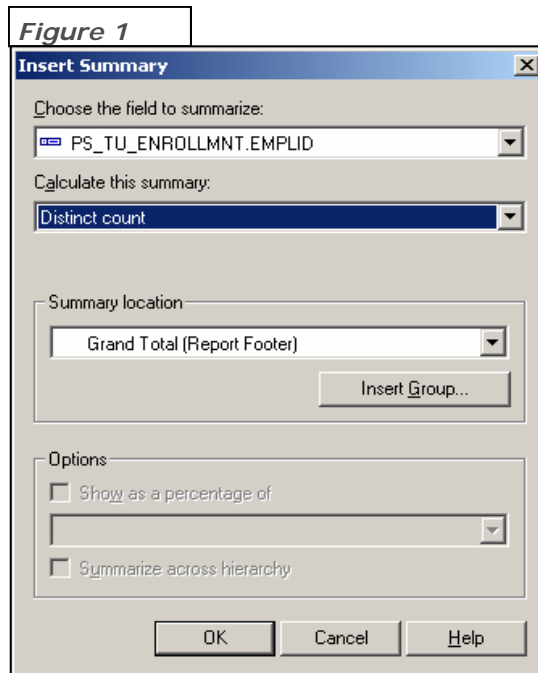 Figure 1
Insert Summary
Choose the field to summarize:
PS_TU_ENROLLMNT.EMPLID
Calculate this summary:
Distinct count
Summary location
Grand Total (Report Footer)
Insert Group...
Options
Show as a percentage of
Summarize across hierarchy
OK Cancel Help